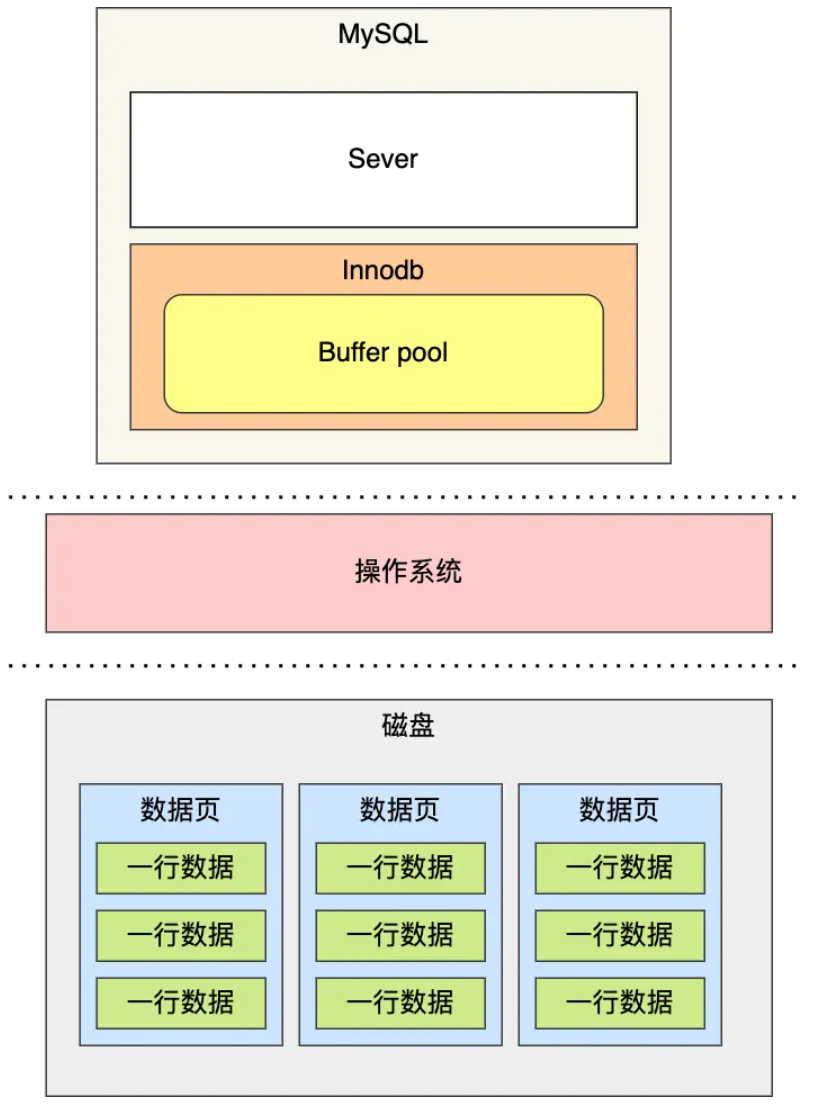 MySQL
Sever
Innodb
Buffer pool
操作系统
磁盘
数据页 数据页 数据页
一行数据 一行数据 一行数据
一行数据 一行数据 一行数据
一行数据 一行数据 一行数据